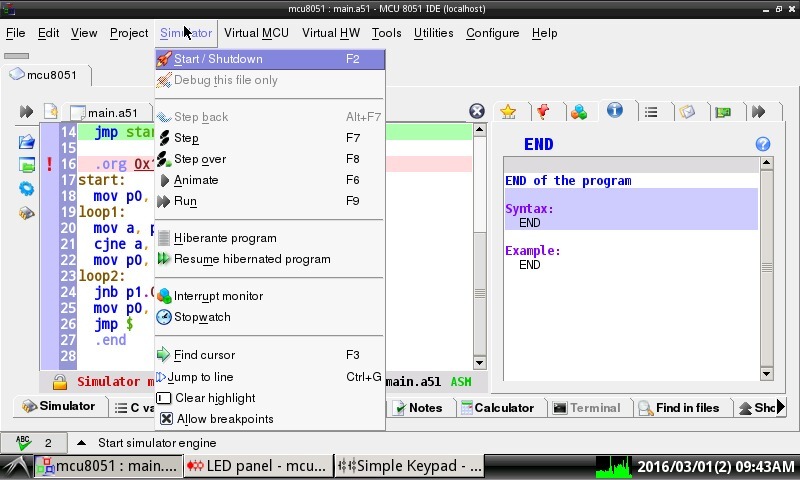 mcu8051 : main.a51 - MCU 8051 IDE (localhost)
File Edit View Project Simulator Virtual MCU Virtual HW Tools Utilities Configure Help
mcu8051
main.a51
Start / Shutdown F2
Debug this file only
Step back Alt+F7
Step F7
Step over F8
Animate F6
Run F9
Hiberante program
Resume hibernated program
Interrupt monitor
Stopwatch
Find cursor F3
Jump to line Ctrl+G
Clear highlight
Allow breakpoints
14 jmp star
15
! 16 .org 0x
17 start:
18 mov p0,
19 loop1:
20 mov a, p
21 cjne a,
22 mov p0,
23 loop2:
24 jnb p1.
25 mov p0,
26 jmp $
27 .end
28
Simulator m
main.a51 ASM
END
END of the program
Syntax:
END
Example:
END
Simulator C va Notes Calculator Terminal Find in files Sho
ABC 2 Start simulator engine
mcu8051 : main.... LED panel - mcu... Simple Keypad - ... 2016/03/01(2) 09:43AM